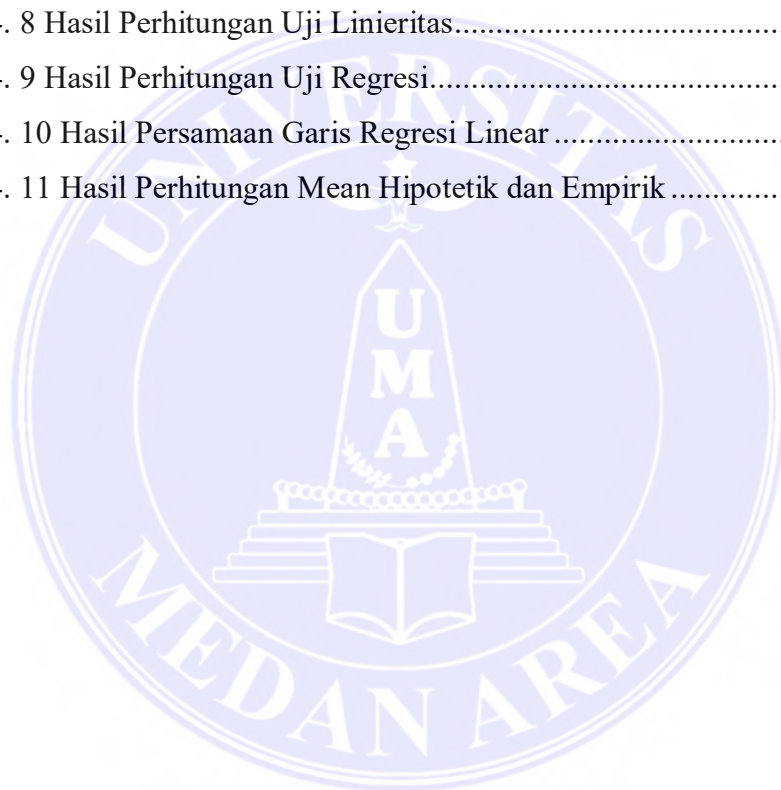 . 8 Hasil Perhitungan Uji Linieritas....................................
. 9 Hasil Perhitungan Uji Regresi.......................................
. 10 Hasil Persamaan Garis Regresi Linear.........................
. 11 Hasil Perhitungan Mean Hipotetik dan Empirik..............
UNIVERSITAS
U
M
A
MEDAN AREA